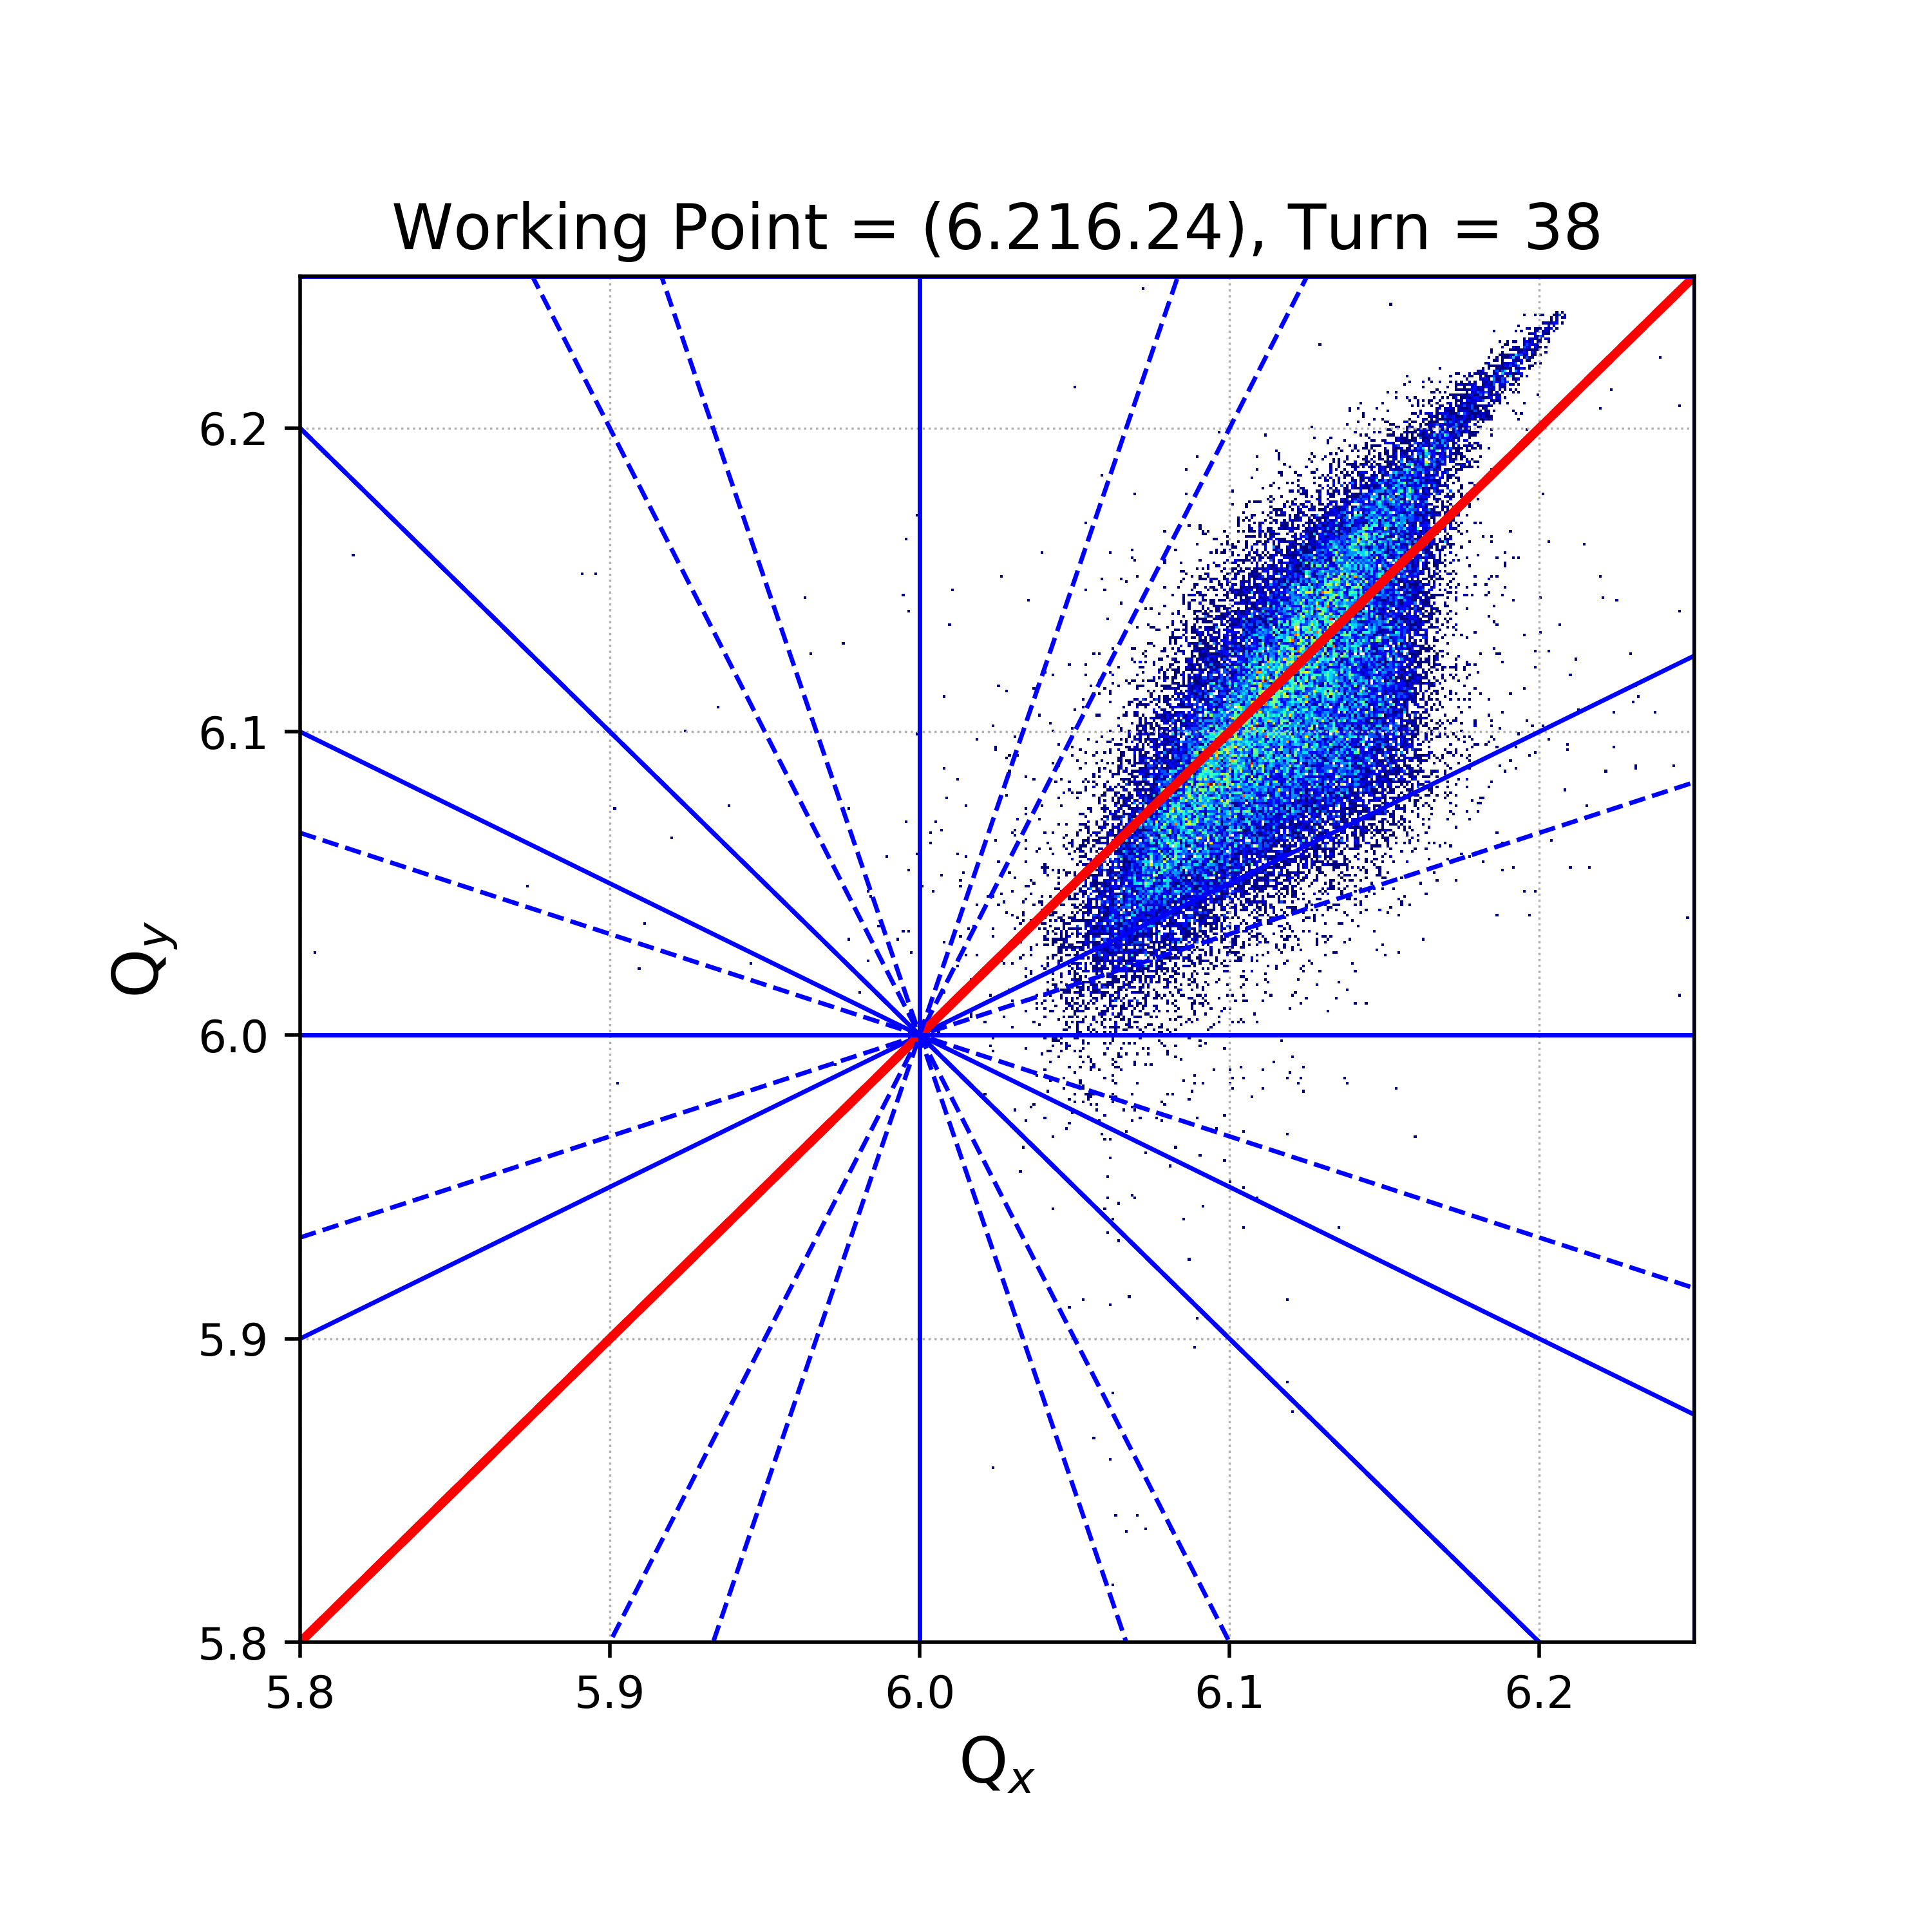 Working Point = (6.216.24), Turn = 38
6.2
6.1
6.0
5.9
5.8
Qy
5.8 5.9 6.0 6.1 6.2
Qx